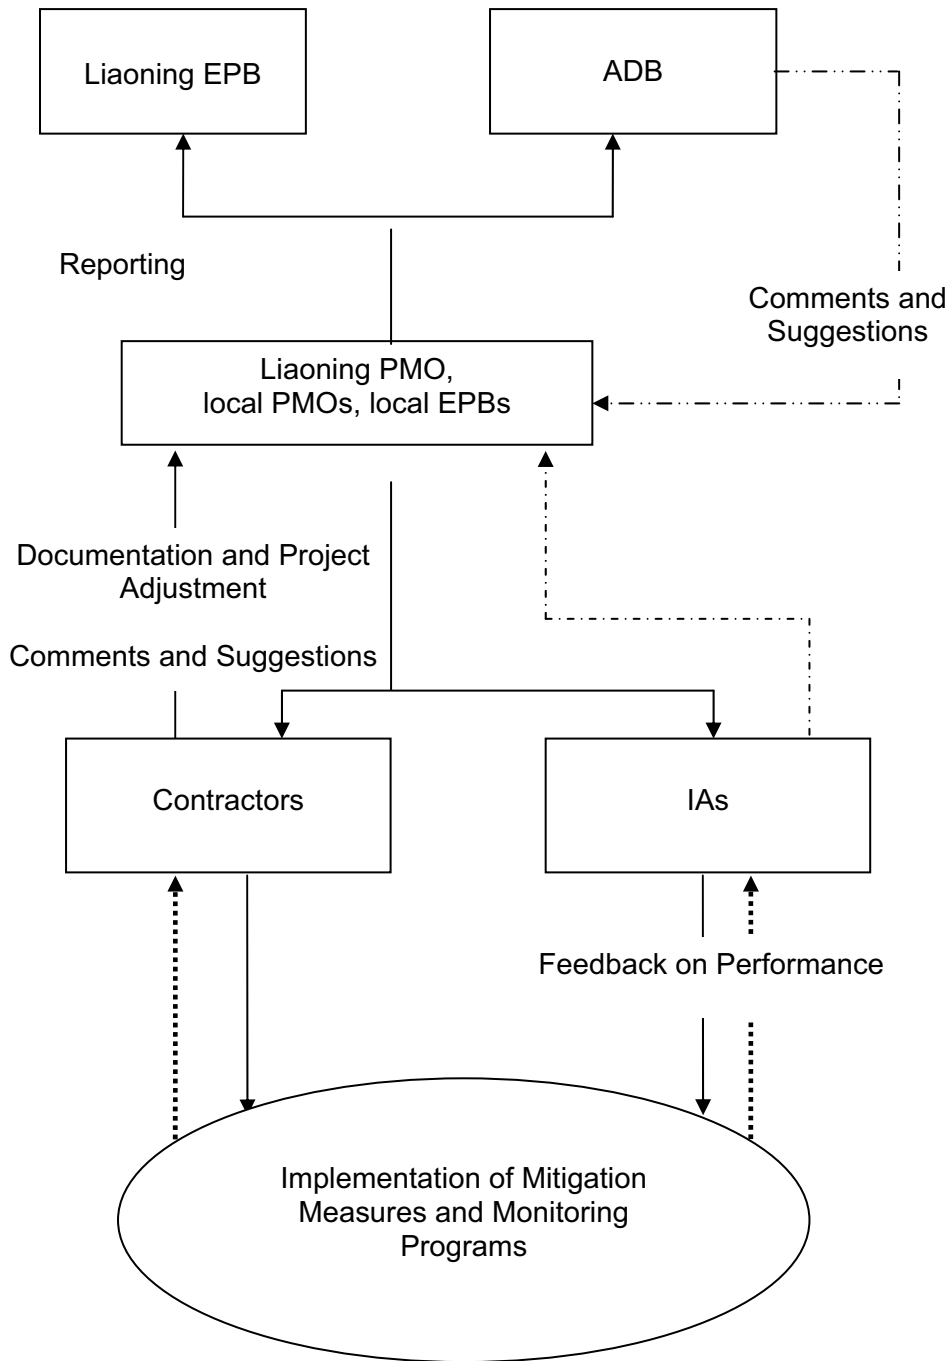 Liaoning EPB
ADB
Reporting
Comments and
Suggestions
Liaoning PMO,
local PMOs, local EPBs
Documentation and Project
Adjustment
Comments and Suggestions
Contractors
IAs
Feedback on Performance
Implementation of Mitigation
Measures and Monitoring
Programs